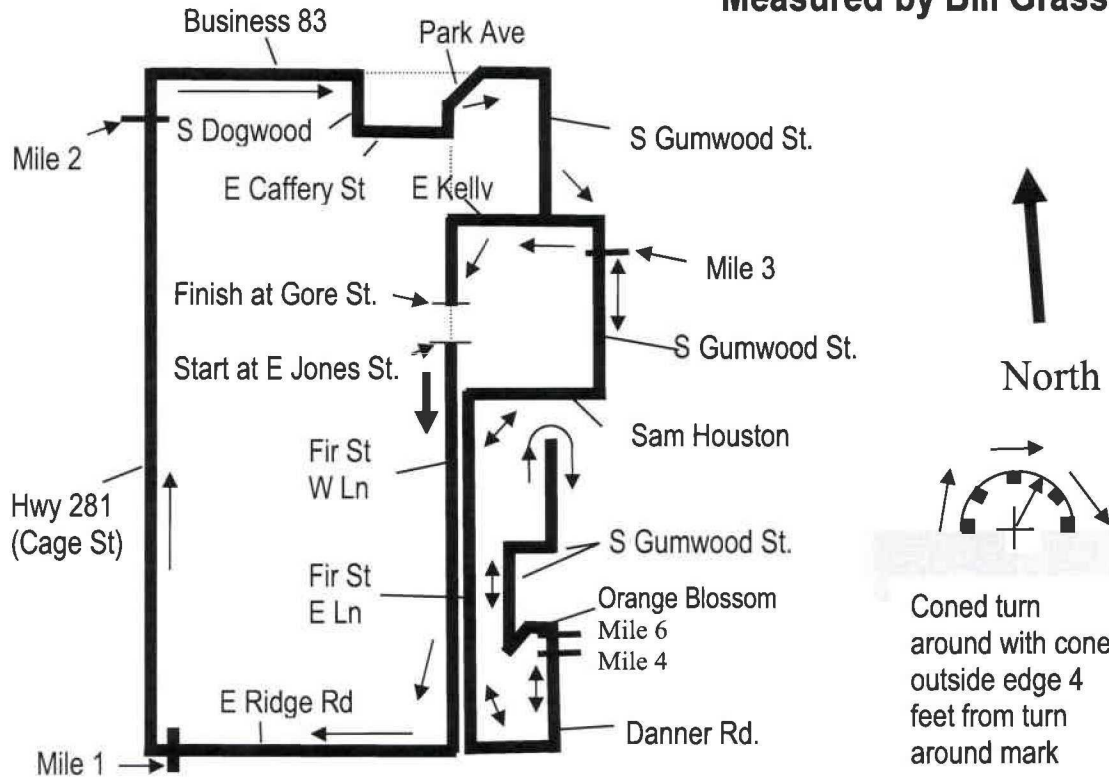 Measured by Bill Grass
Business 83
Park Ave
S Dogwood
S Gumwood St.
Mile 2
E Caffery St
E Kelly
Mile 3
Finish at Gore St.
S Gumwood St.
Start at E Jones St.
North
Sam Houston
Fir St
W Ln
Hwy 281
(Cage St)
S Gumwood St.
Fir St
E Ln
Orange Blossom
Mile 6
Mile 4
Coned turn
around with cone
outside edge 4
feet from turn
around mark
E Ridge Rd
Danner Rd.
Mile 1